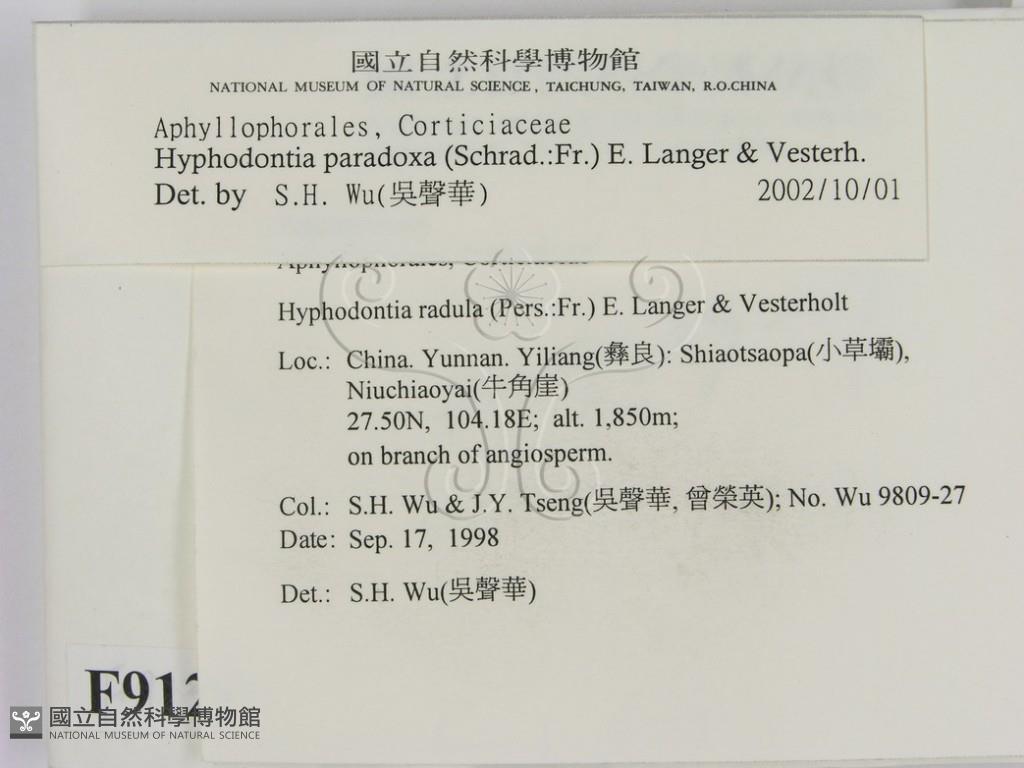 國立自然科學博物館
NATIONAL MUSEUM OF NATURAL SCIENCE, TAICHUNG, TAIWAN, R.O.CHINA
Aphyllophorales, Corticiaceae
Hyphodontia paradoxa (Schrad.:Fr.) E. Langer & Vesterh.
Det. by S.H. Wu(吳聲華) 2002/10/01
Aphyllophorales, Corticiaceae
Hyphodontia radula (Pers.:Fr.) E. Langer & Vesterholt
Loc.: China. Yunnan. Yiliang(彝良): Shiaotsaopa(小草壩),
Niuchiaoyai(牛角崖)
27.50N, 104.18E; alt. 1,850m;
on branch of angiosperm.
Col.: S.H. Wu & J.Y. Tseng(吳聲華, 曾榮英); No. Wu 9809-27
Date: Sep. 17, 1998
Det.: S.H. Wu(吳聲華)
F912
國立自然科學博物館
NATIONAL MUSEUM OF NATURAL SCIENCE